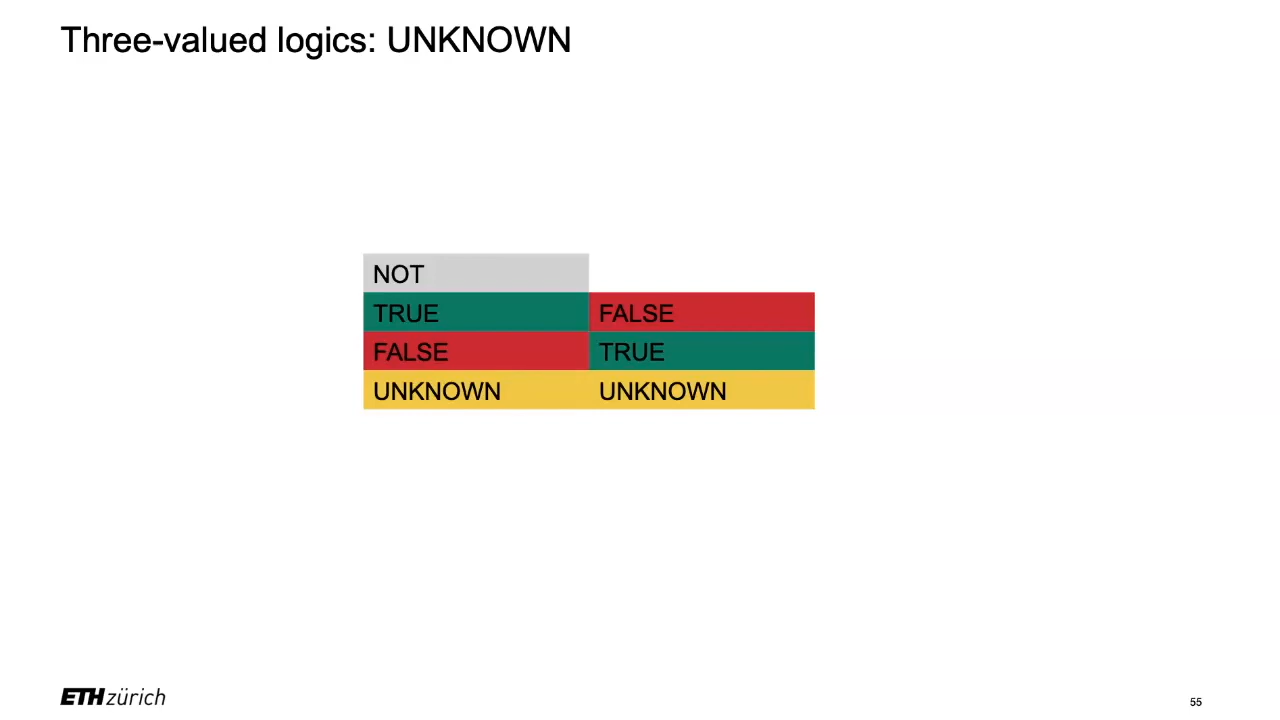 Three-valued logics: UNKNOWN
NOT
TRUE FALSE
FALSE TRUE
UNKNOWN UNKNOWN
ETH zürich
55